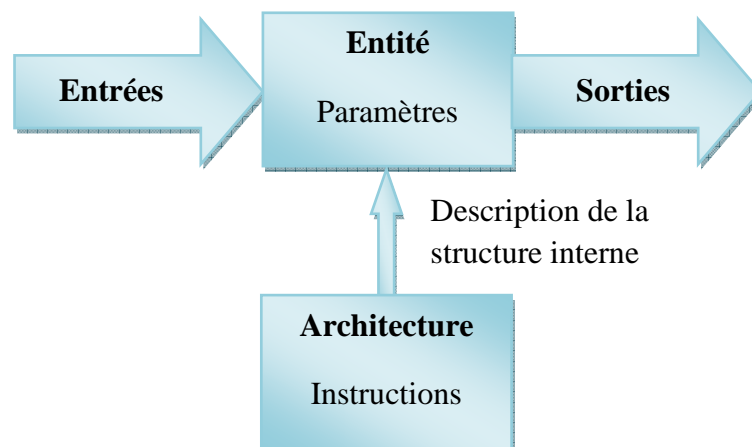 Entrées
Entité
Paramètres
Sorties
Description de la
structure interne
Architecture
Instructions